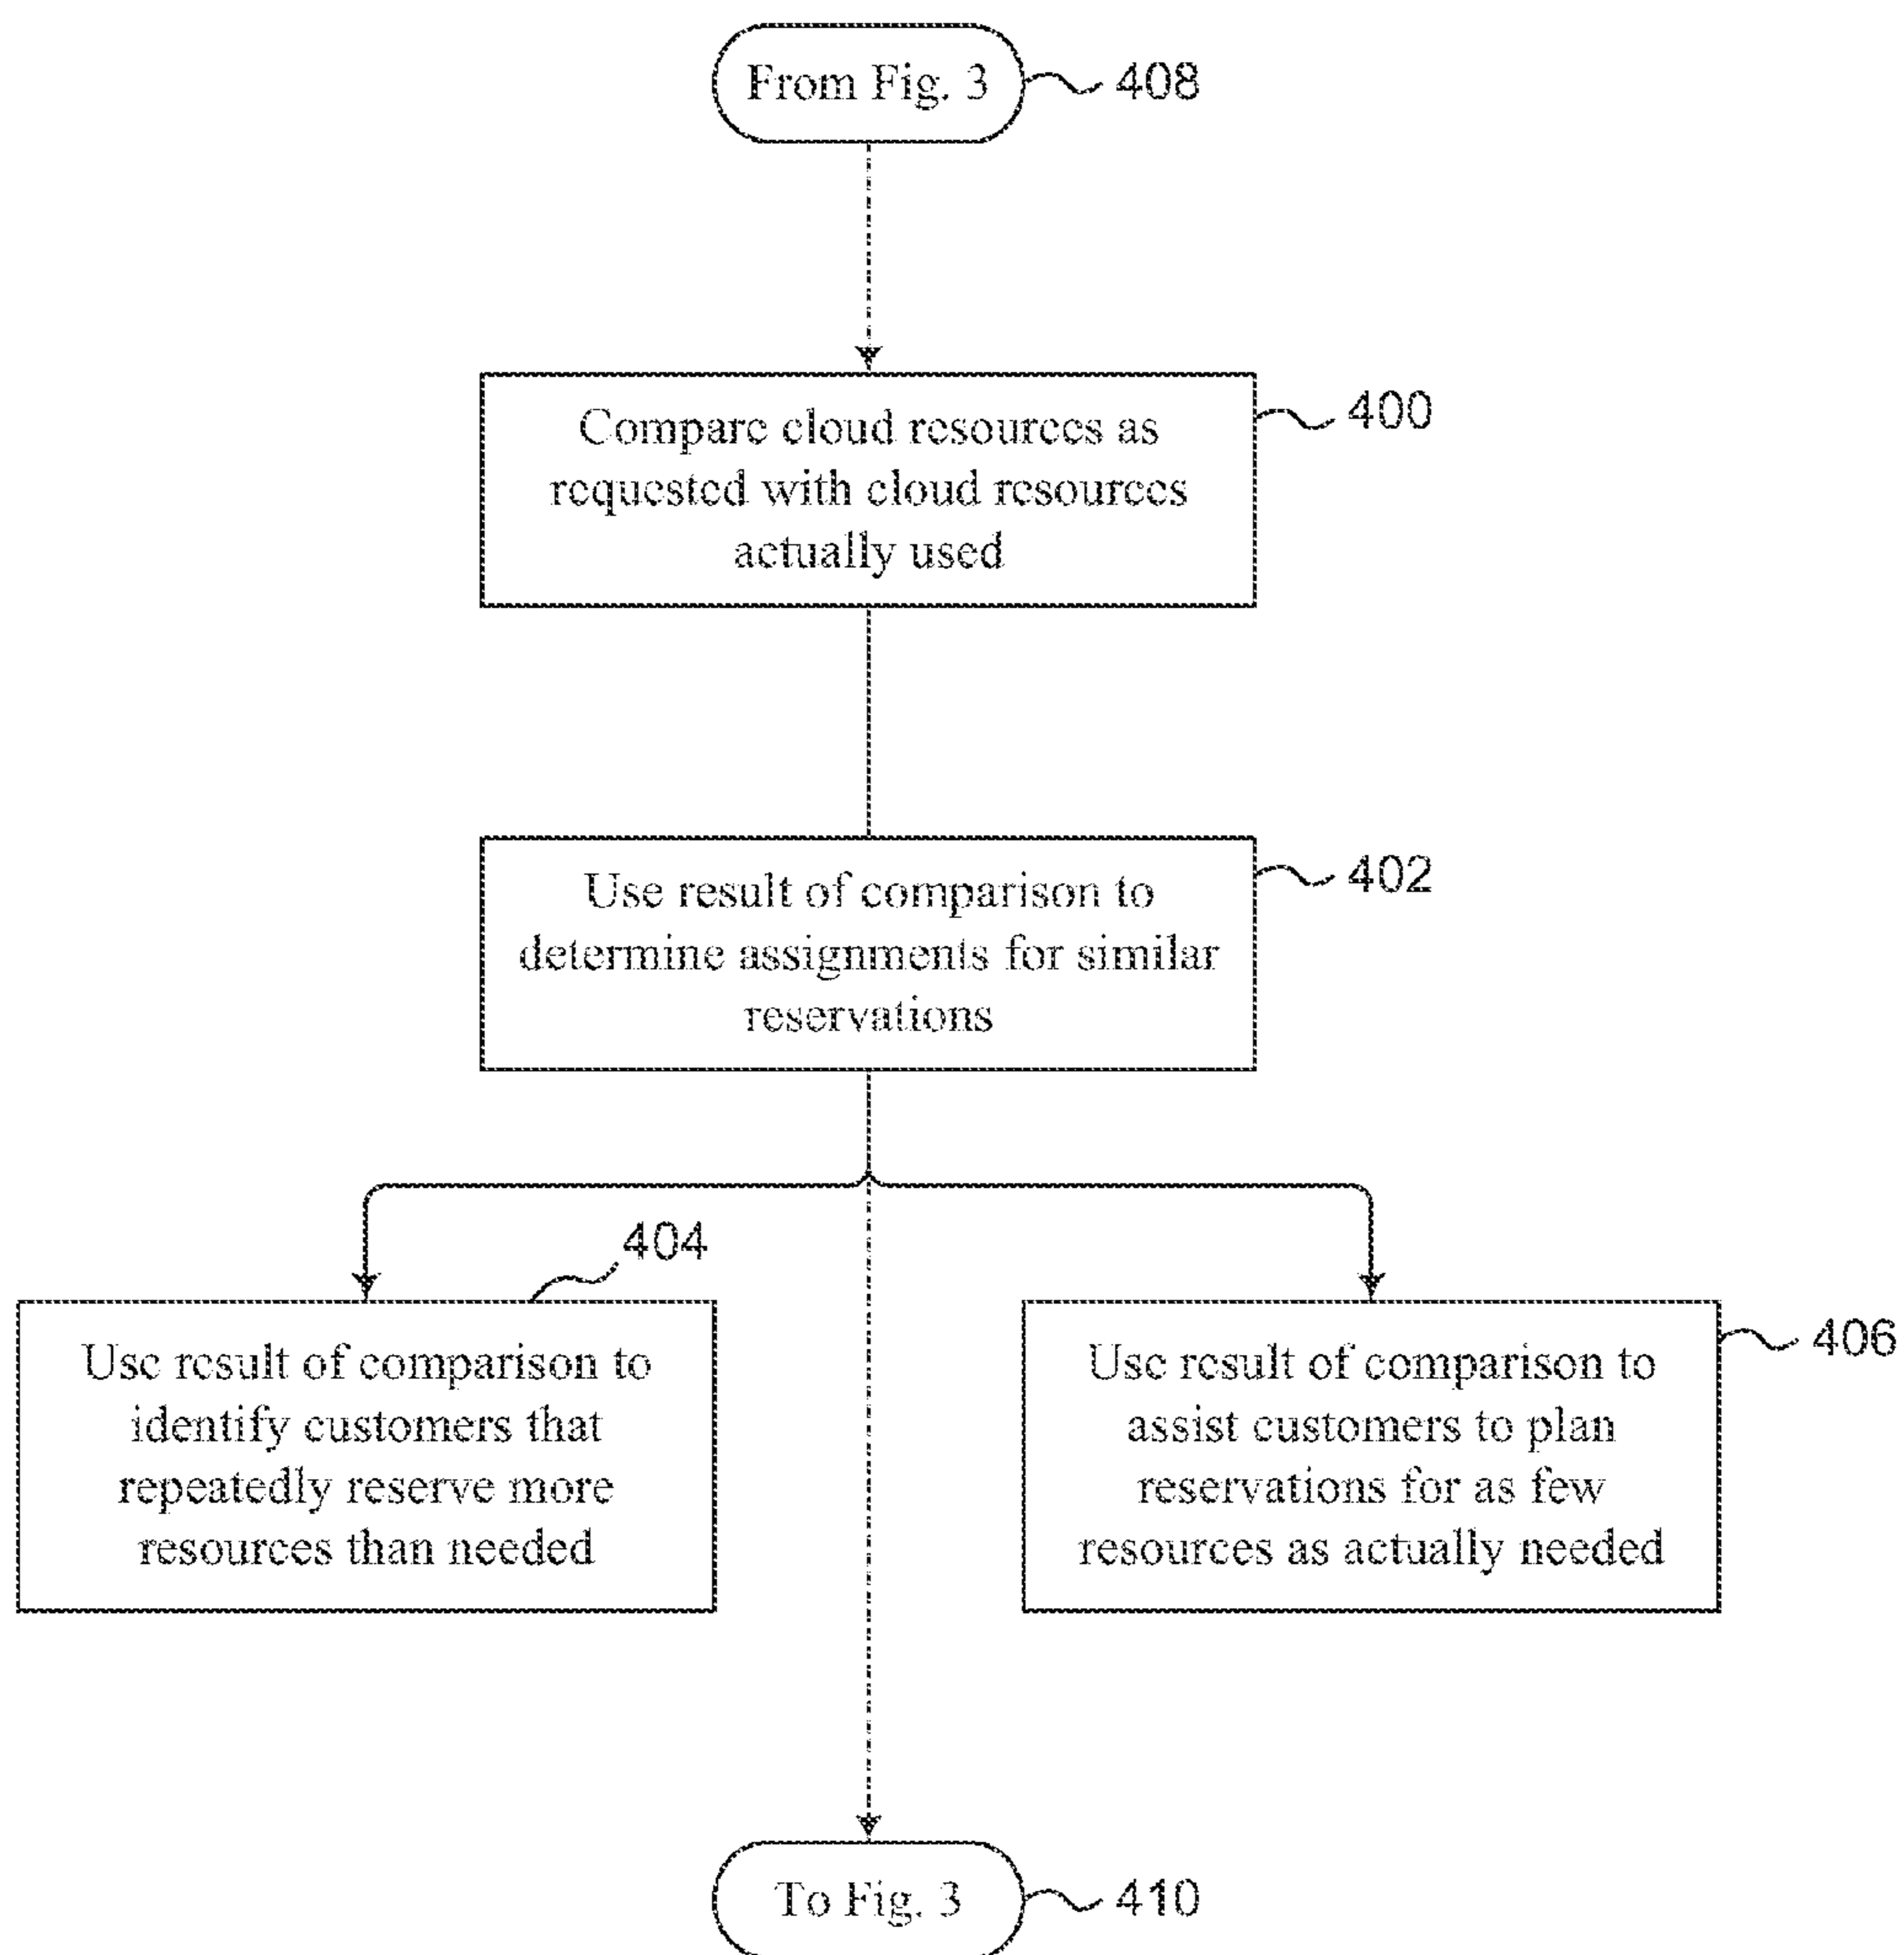 From Fig. 3
408
Compare cloud resources as
requested with cloud resources
actually used
400
Use result of comparison to
determine assignments for similar
reservations
402
404
Use result of comparison to
identify customers that
repeatedly reserve more
resources than needed
Use result of comparison to
assist customers to plan
reservations for as few
resources as actually needed
406
To Fig. 3
410